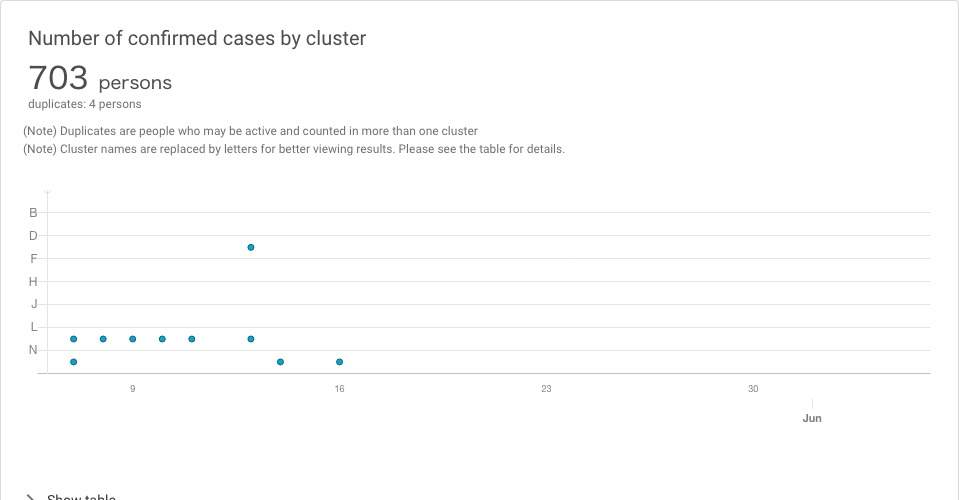 Number of confirmed cases by cluster
703 persons
duplicates: 4 persons
(Note) Duplicates are people who may be active and counted in more than one cluster
(Note) Cluster names are replaced by letters for better viewing results. Please see the table for details.
B
D
F
H
J
L
N
9 16 23 30
Jun
Show table